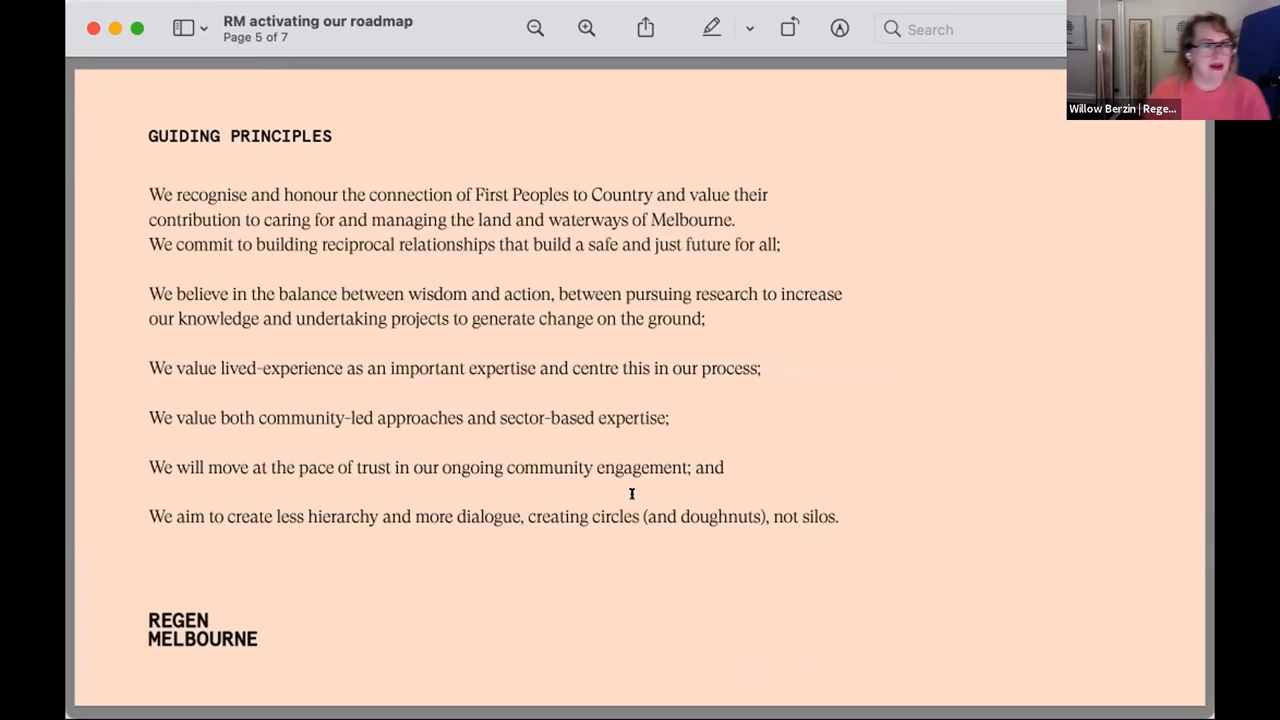 RM activating our roadmap
Page 5 of 7
Search
Willow Berzin | Rege...
GUIDING PRINCIPLES
We recognise and honour the connection of First Peoples to Country and value their
contribution to caring for and managing the land and waterways of Melbourne.
We commit to building reciprocal relationships that build a safe and just future for all;
We believe in the balance between wisdom and action, between pursuing research to increase
our knowledge and undertaking projects to generate change on the ground;
We value lived-experience as an important expertise and centre this in our process;
We value both community-led approaches and sector-based expertise;
We will move at the pace of trust in our ongoing community engagement; and
We aim to create less hierarchy and more dialogue, creating circles (and doughnuts), not silos.
REGEN
MELBOURNE